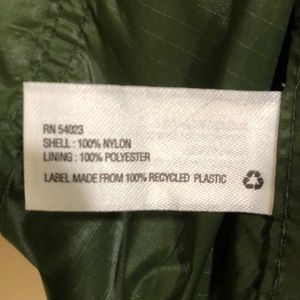 RN 54023
SHELL : 100% NYLON
LINING : 100% POLYESTER
LABEL MADE FROM 100% RECYCLED PLASTIC